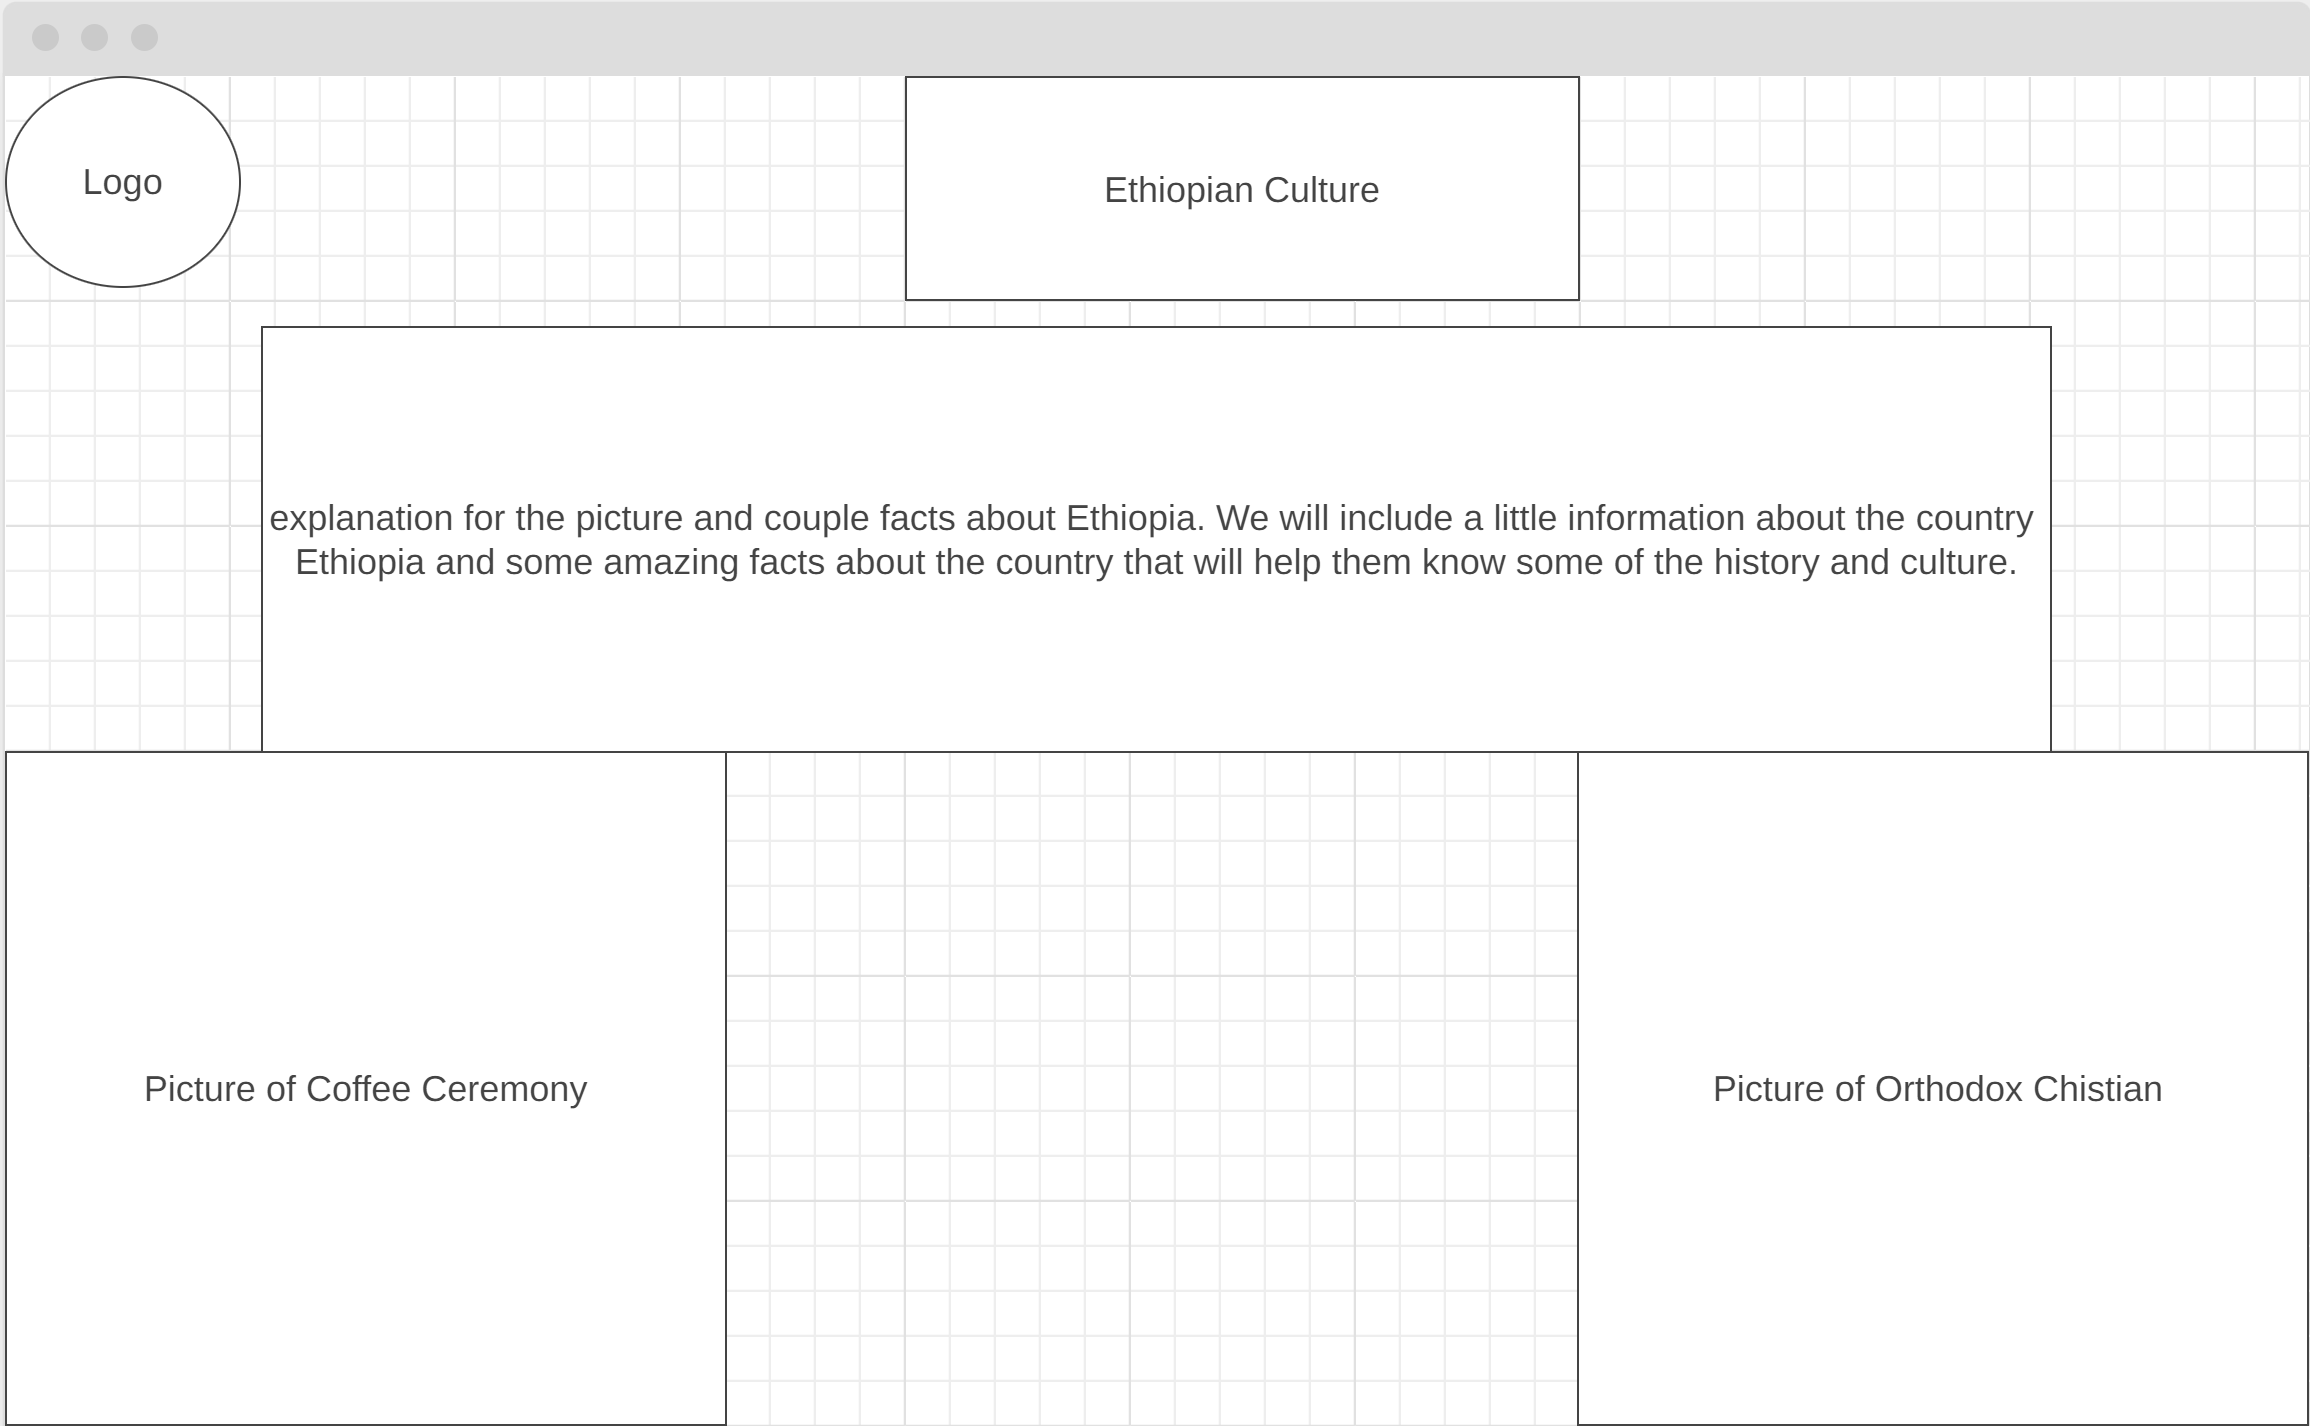 Logo
Ethiopian Culture
explanation for the picture and couple facts about Ethiopia. We will include a little information about the country
Ethiopia and some amazing facts about the country that will help them know some of the history and culture.
Picture of Coffee Ceremony
Picture of Orthodox Chistian